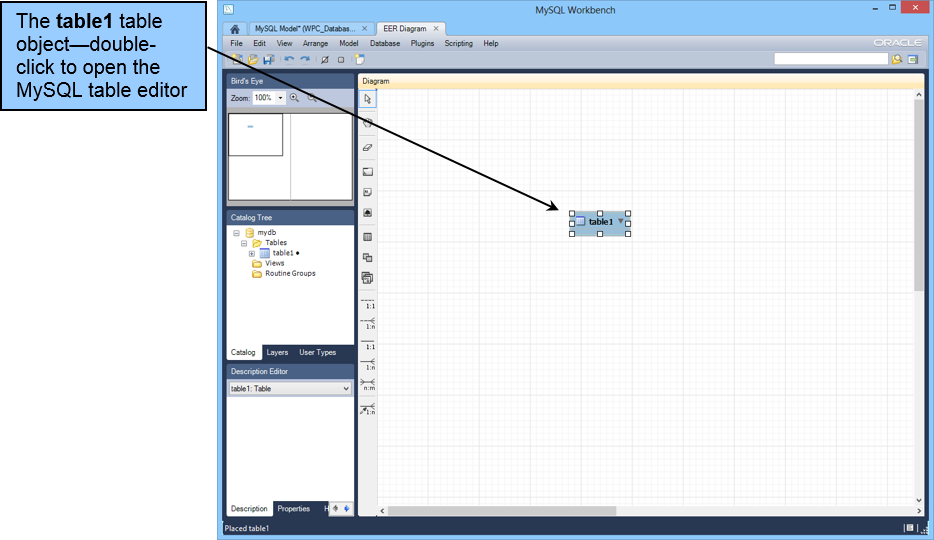 The table1 table
object—double-
click to open the
MySQL table editor
MySQL Workbench
MySQL Model* (WPC_Databas... × EER Diagram ×
File Edit View Arrange Model Database Plugins Scripting Help
ORACLE
Bird's Eye
Diagram
Zoom: 100%
table1
Catalog Tree
mydb
Tables
table1 •
Views
Routine Groups
1:1
1:n
1:1
1:n
n:m
1:n
Catalog Layers User Types
Description Editor
table1: Table
Description Properties H
Placed table1